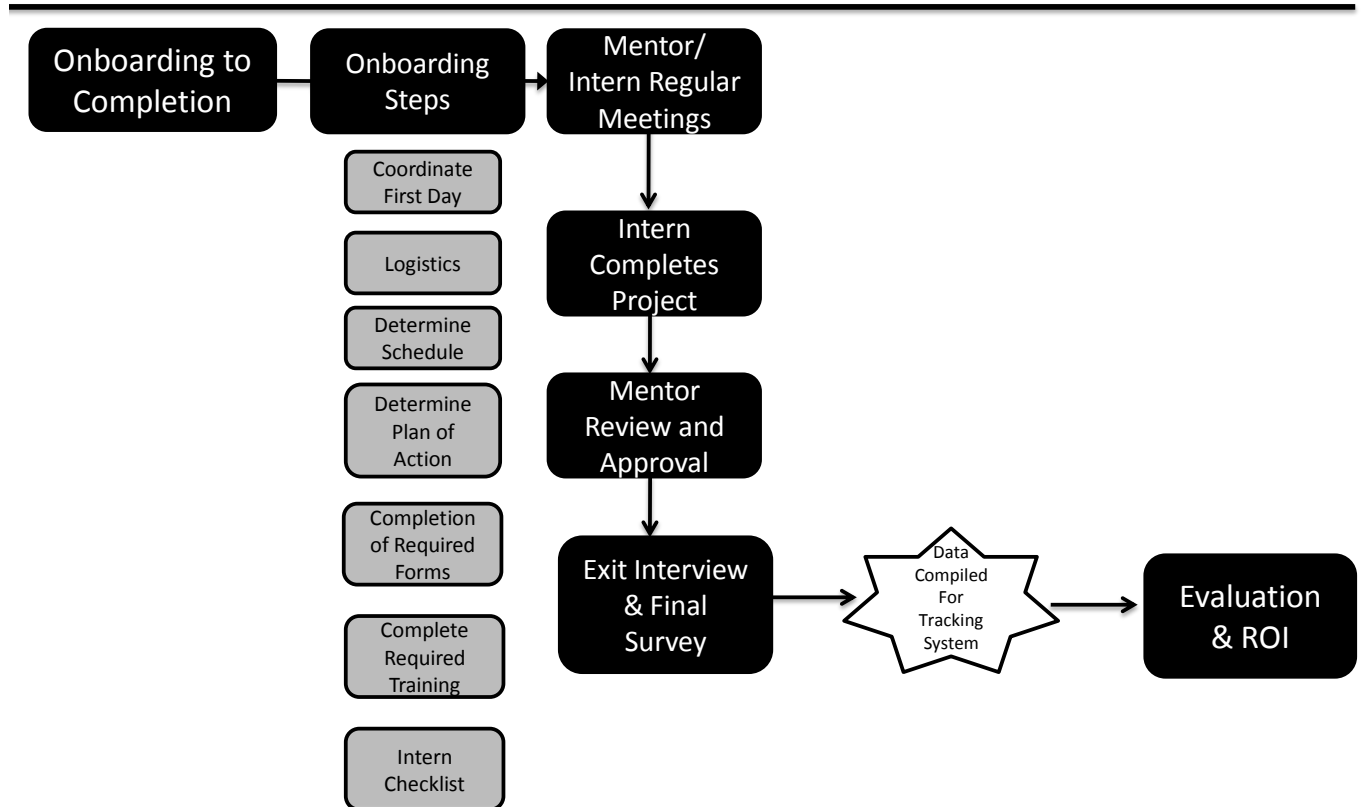 Onboarding to
Completion
Onboarding
Steps
Mentor/
Intern Regular
Meetings
Coordinate
First Day
Logistics
Determine
Schedule
Determine
Plan of
Action
Completion
of Required
Forms
Complete
Required
Training
Intern
Checklist
Intern
Completes
Project
Mentor
Review and
Approval
Exit Interview
& Final
Survey
Data
Compiled
For
Tracking
System
Evaluation
& ROI